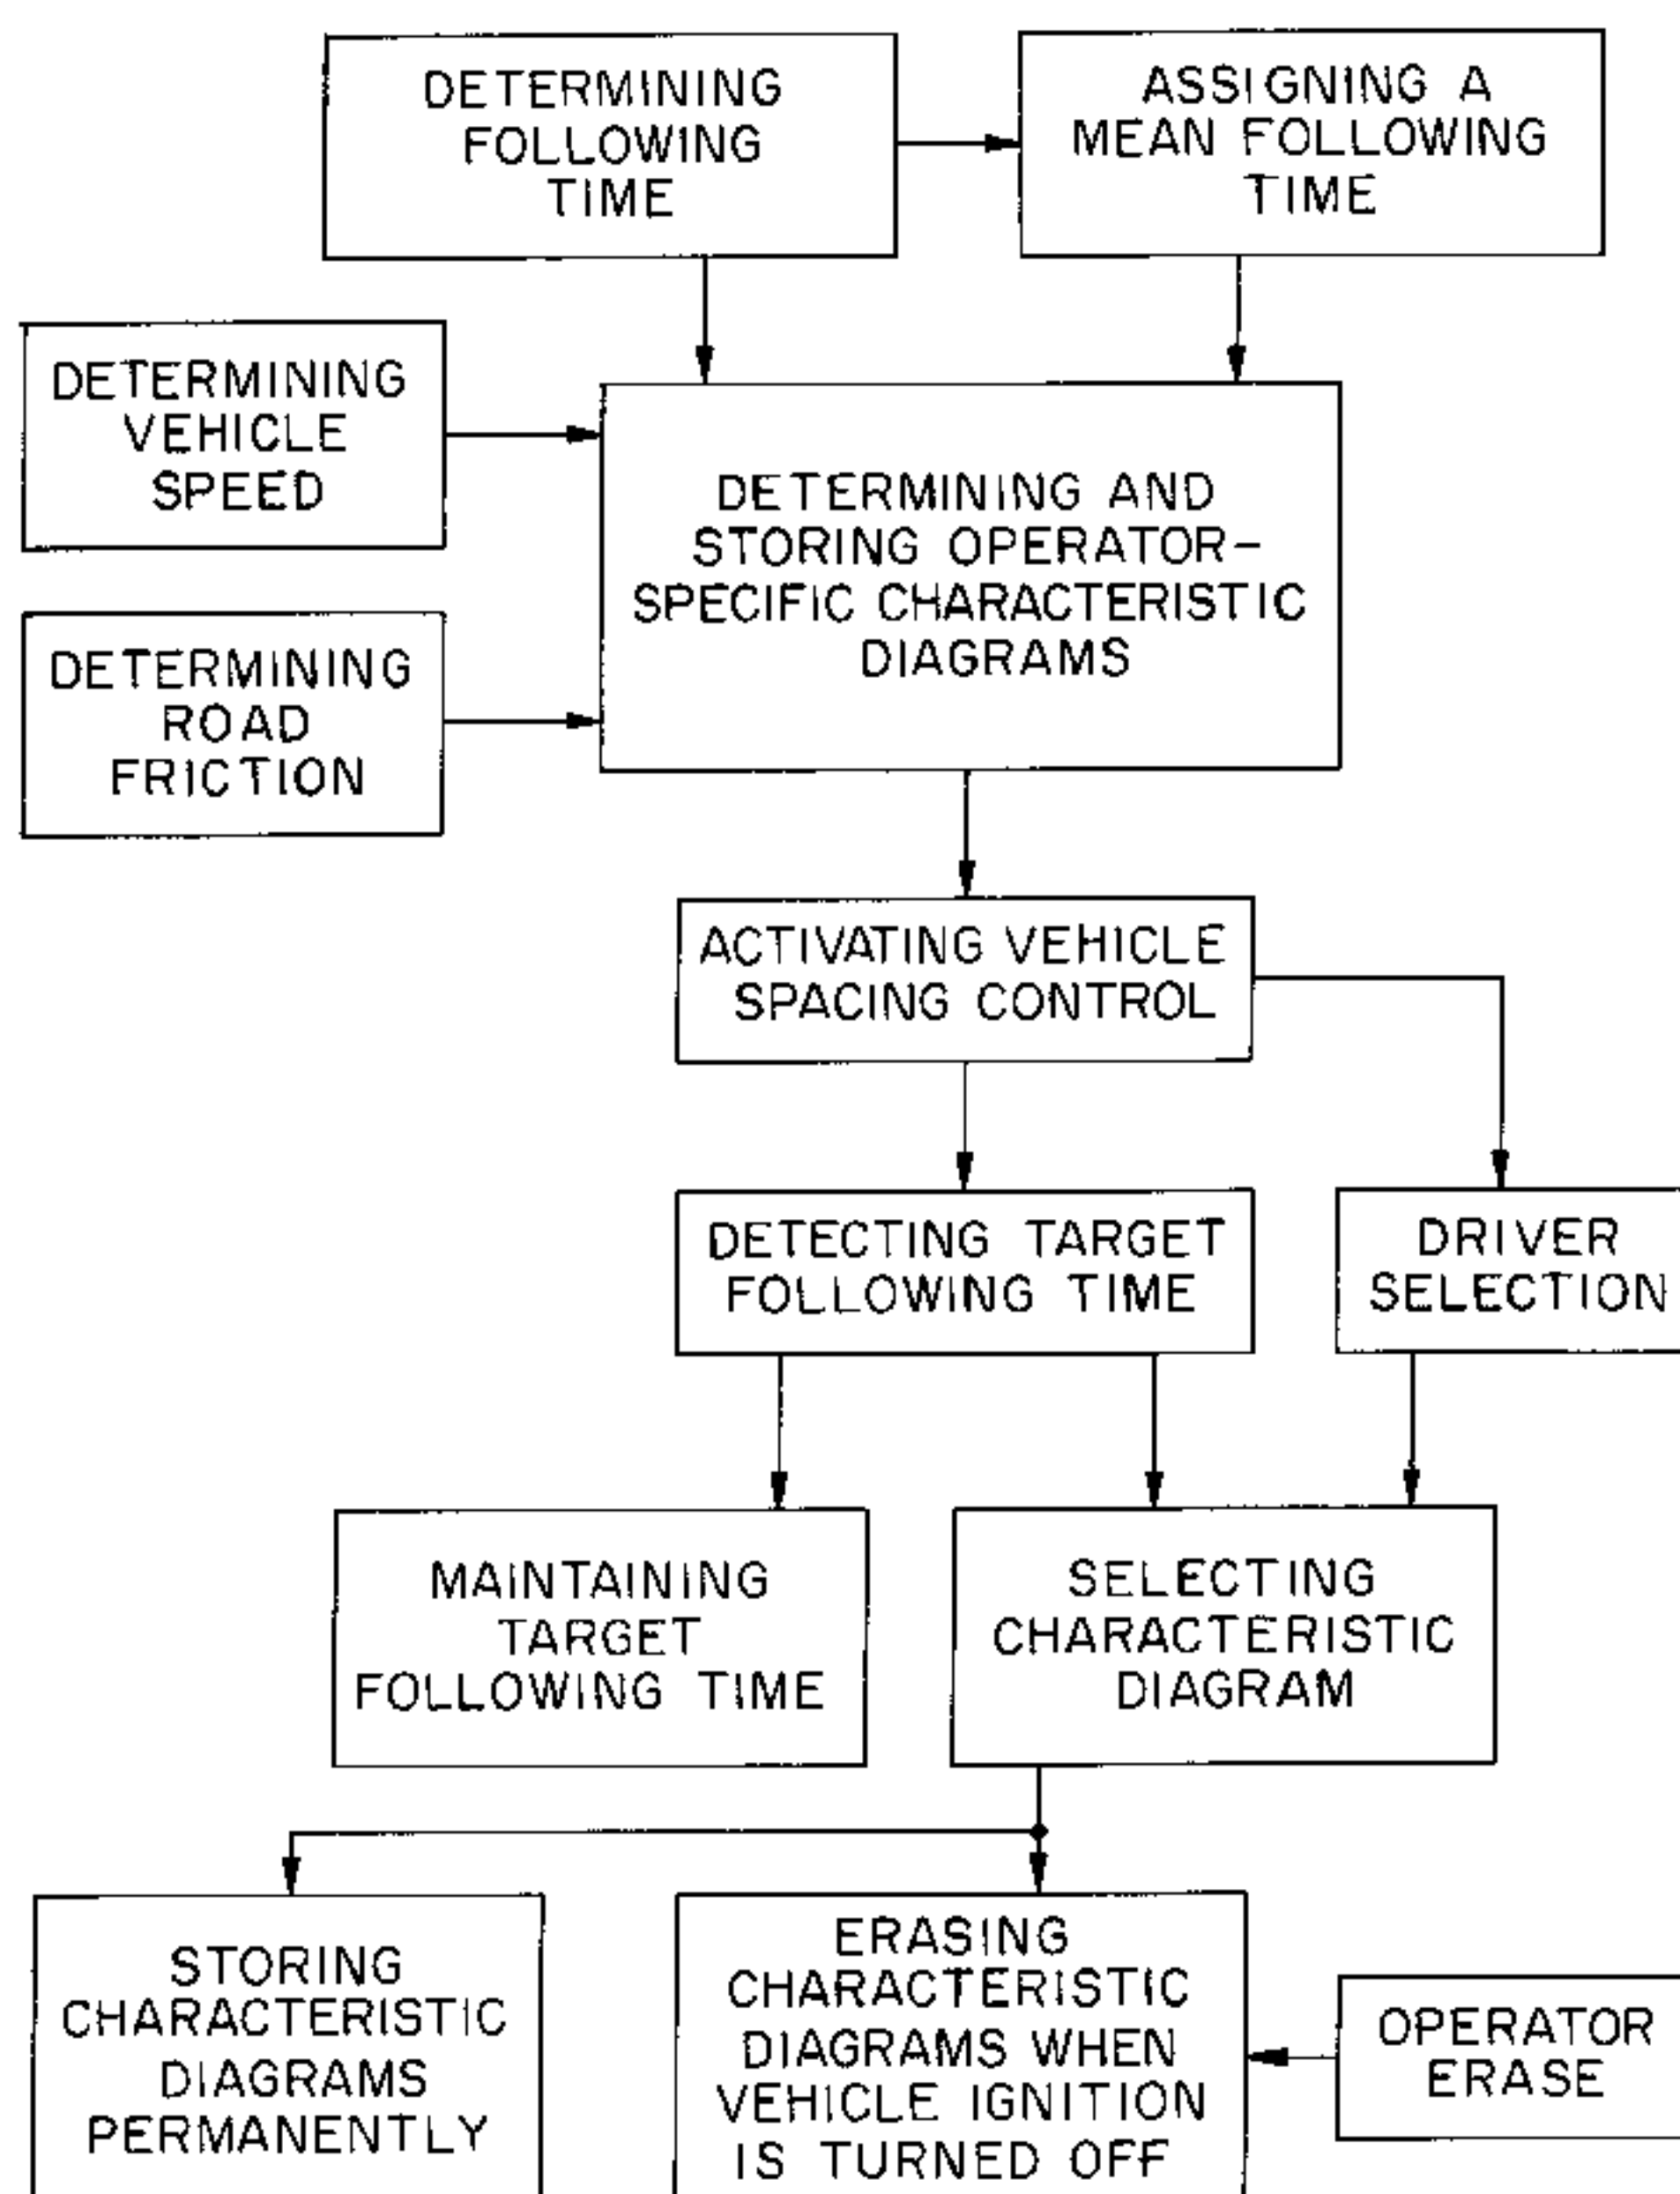 DETERMINING
FOLLOWING
TIME
ASSIGNING A
MEAN FOLLOWING
TIME
DETERMINING
VEHICLE
SPEED
DETERMINING AND
STORING OPERATOR-
SPECIFIC CHARACTERISTIC
DIAGRAMS
DETERMINING
ROAD
FRICTION
ACTIVATING VEHICLE
SPACING CONTROL
DETECTING TARGET
FOLLOWING TIME
DRIVER
SELECTION
MAINTAINING
TARGET
FOLLOWING TIME
SELECTING
CHARACTERISTIC
DIAGRAM
STORING
CHARACTERISTIC
DIAGRAMS
PERMANENTLY
ERASING
CHARACTERISTIC
DIAGRAMS WHEN
VEHICLE IGNITION
IS TURNED OFF
OPERATOR
ERASE